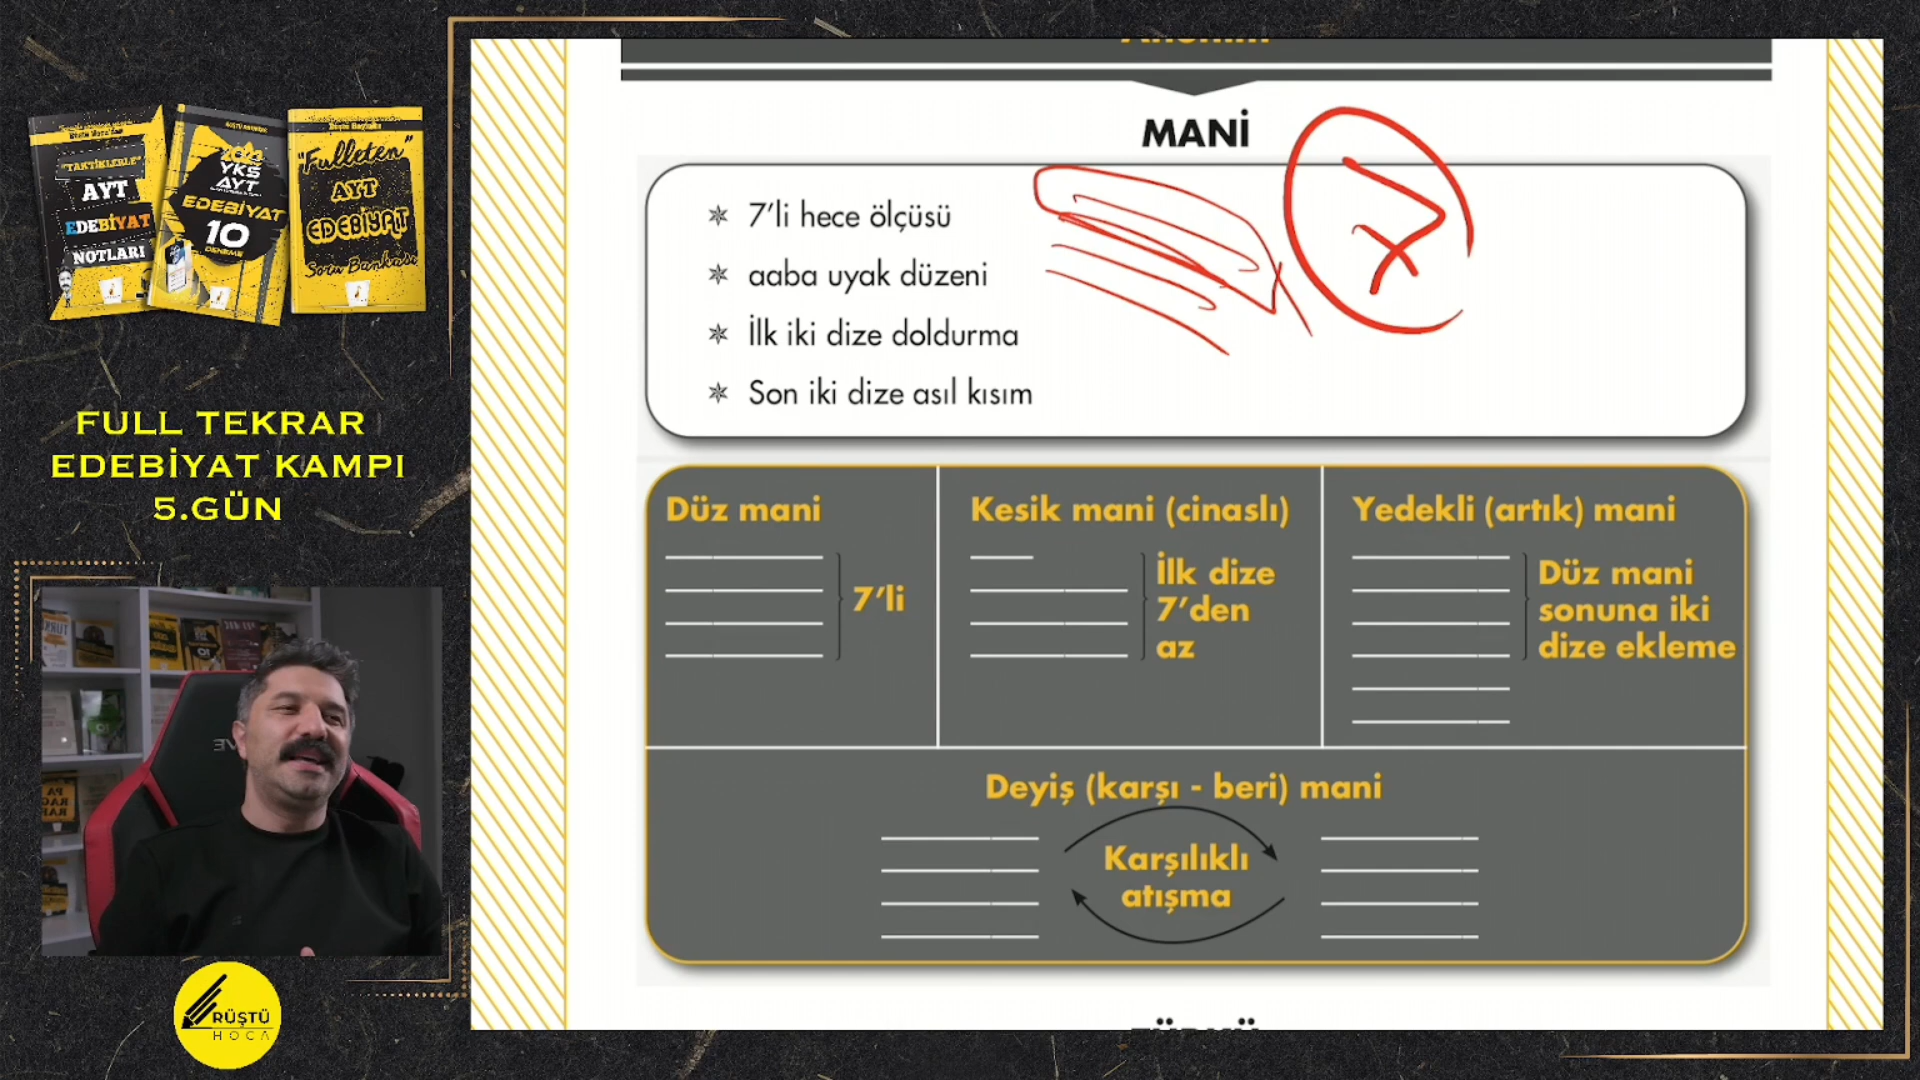 "TAKTİKLERLE"
AYT
EDEBİYAT
NOTLARI
YKS
AYT
EDEBİYAT
10
DENEME
"Fulleten"
AYT
EDEBİYAT
Soru Bankası
FULL TEKRAR
EDEBİYAT KAMPI
5.GÜN
RÜŞTÜ
HOCA
MANİ
7
✲ 7'li hece ölçüsü
✲ aaba uyak düzeni
✲ İlk iki dize doldurma
✲ Son iki dize asıl kısım
Düz mani
7'li
Kesik mani (cinaslı)
İlk dize
7'den
az
Yedekli (artık) mani
Düz mani
sonuna iki
dize ekleme
Deyiş (karşı - beri) mani
Karşılıklı
atışma